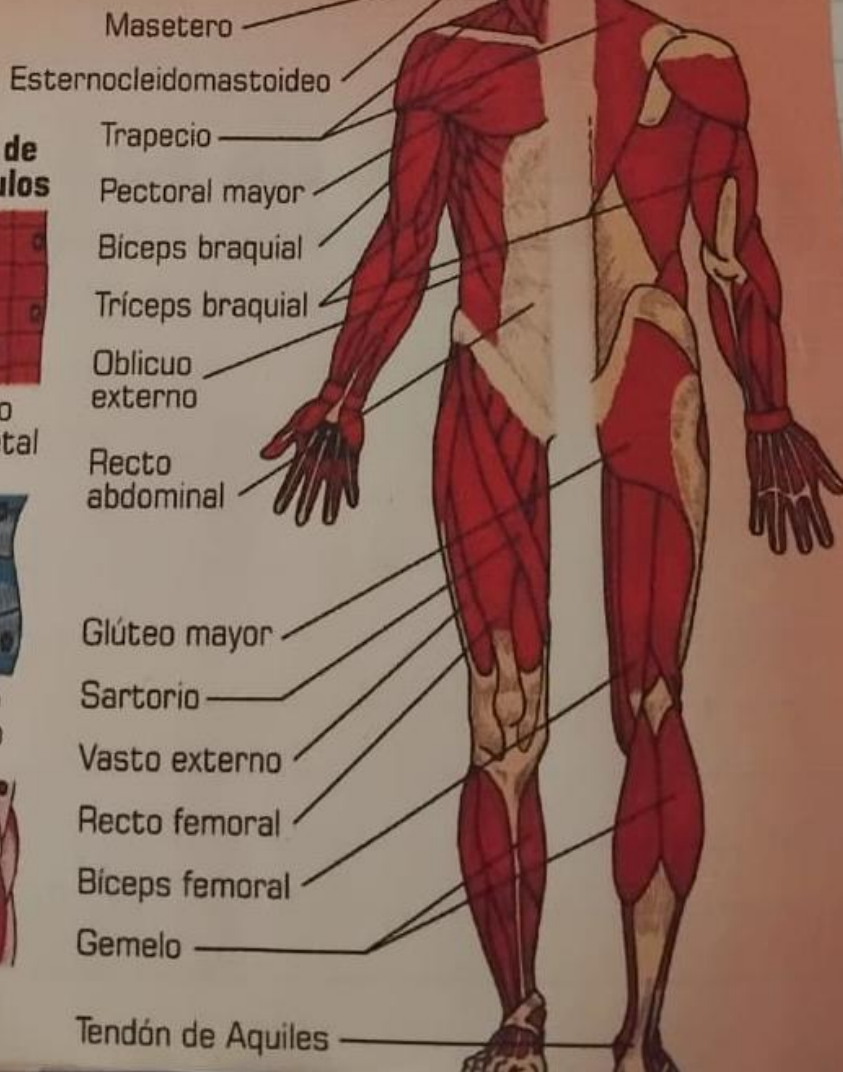 Masetero
Esternocleidomastoideo
Trapecio
de
Pectoral mayor
Bíceps braquial
Tríceps braquial
Oblicuo
externo
Recto
abdominal
Glúteo mayor
Sartorio
Vasto externo
Recto femoral
Bíceps femoral
Gemelo
Tendón de Aquiles